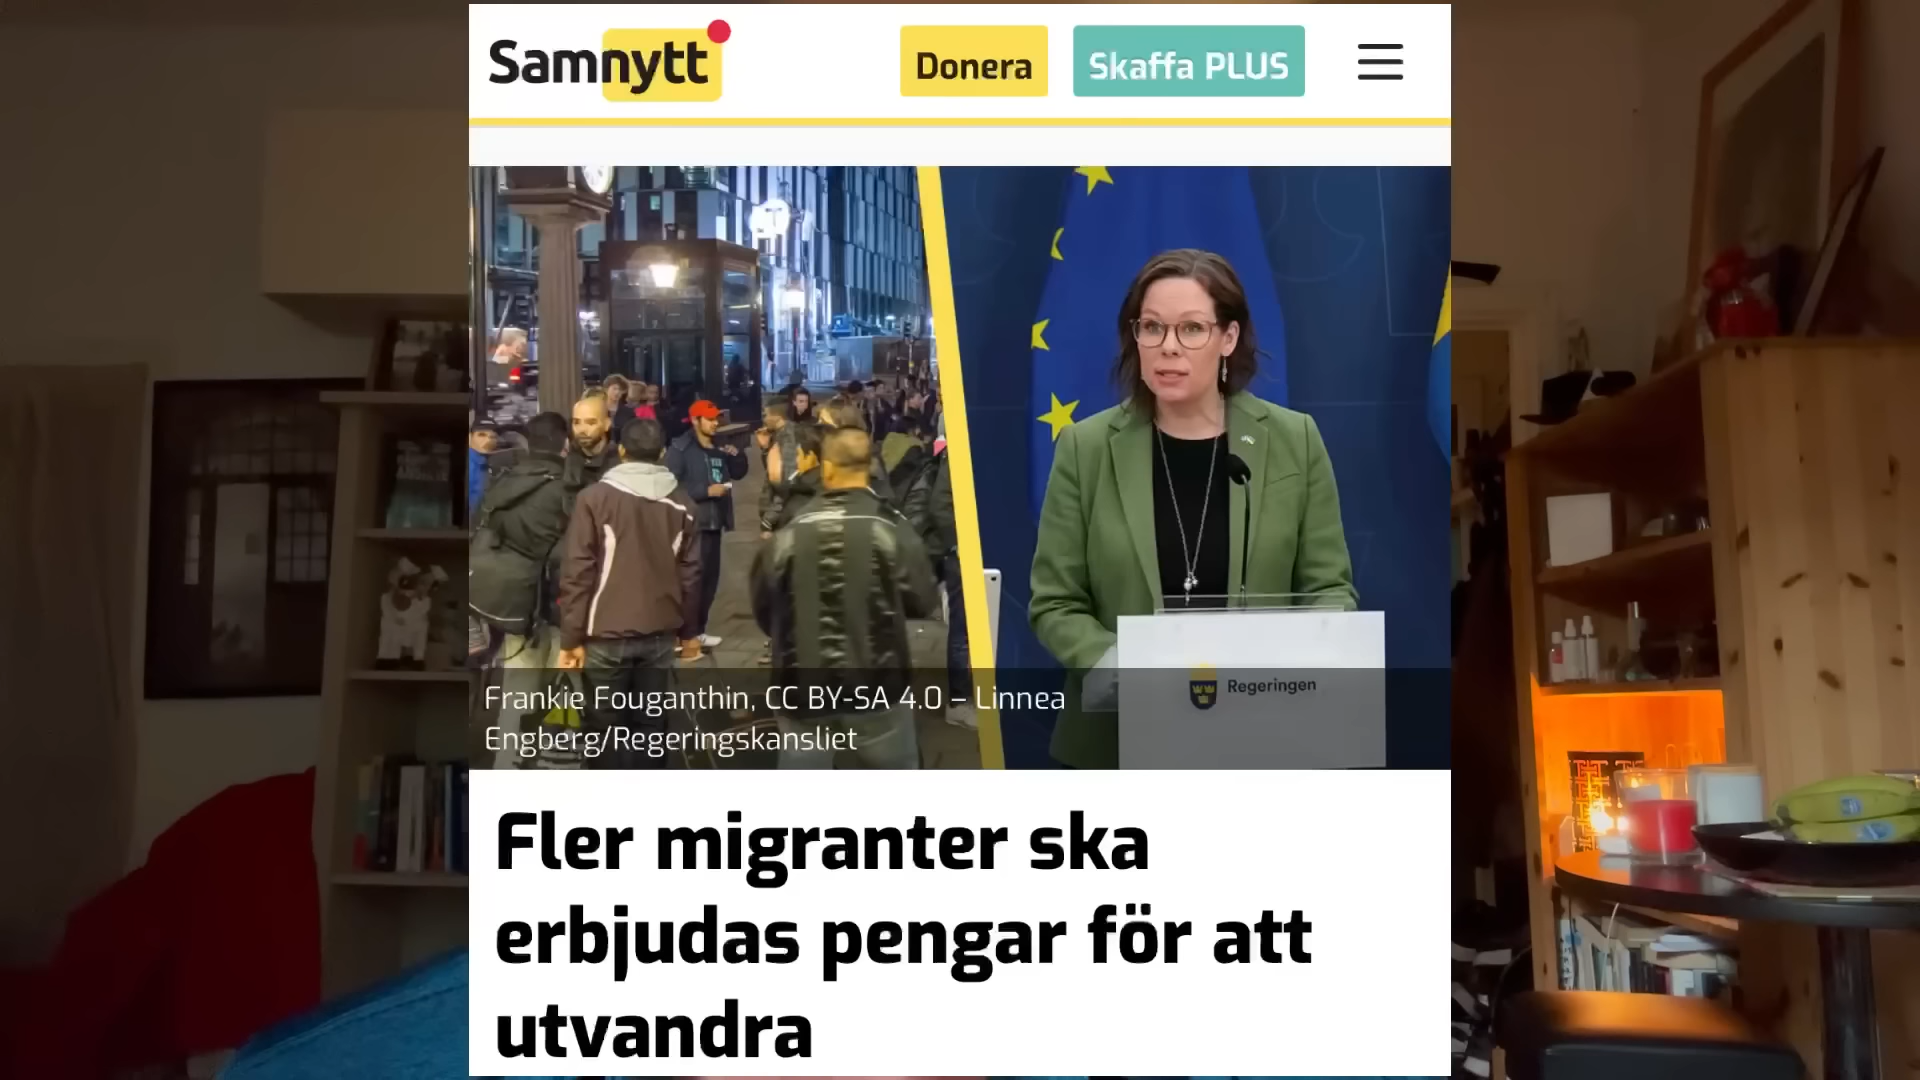 Samnytt
Donera
Skaffa PLUS
Regeringen
Frankie Fouganthin, CC BY-SA 4.0 – Linnea
Engberg/Regeringskansliet
Fler migranter ska
erbjudas pengar för att
utvandra